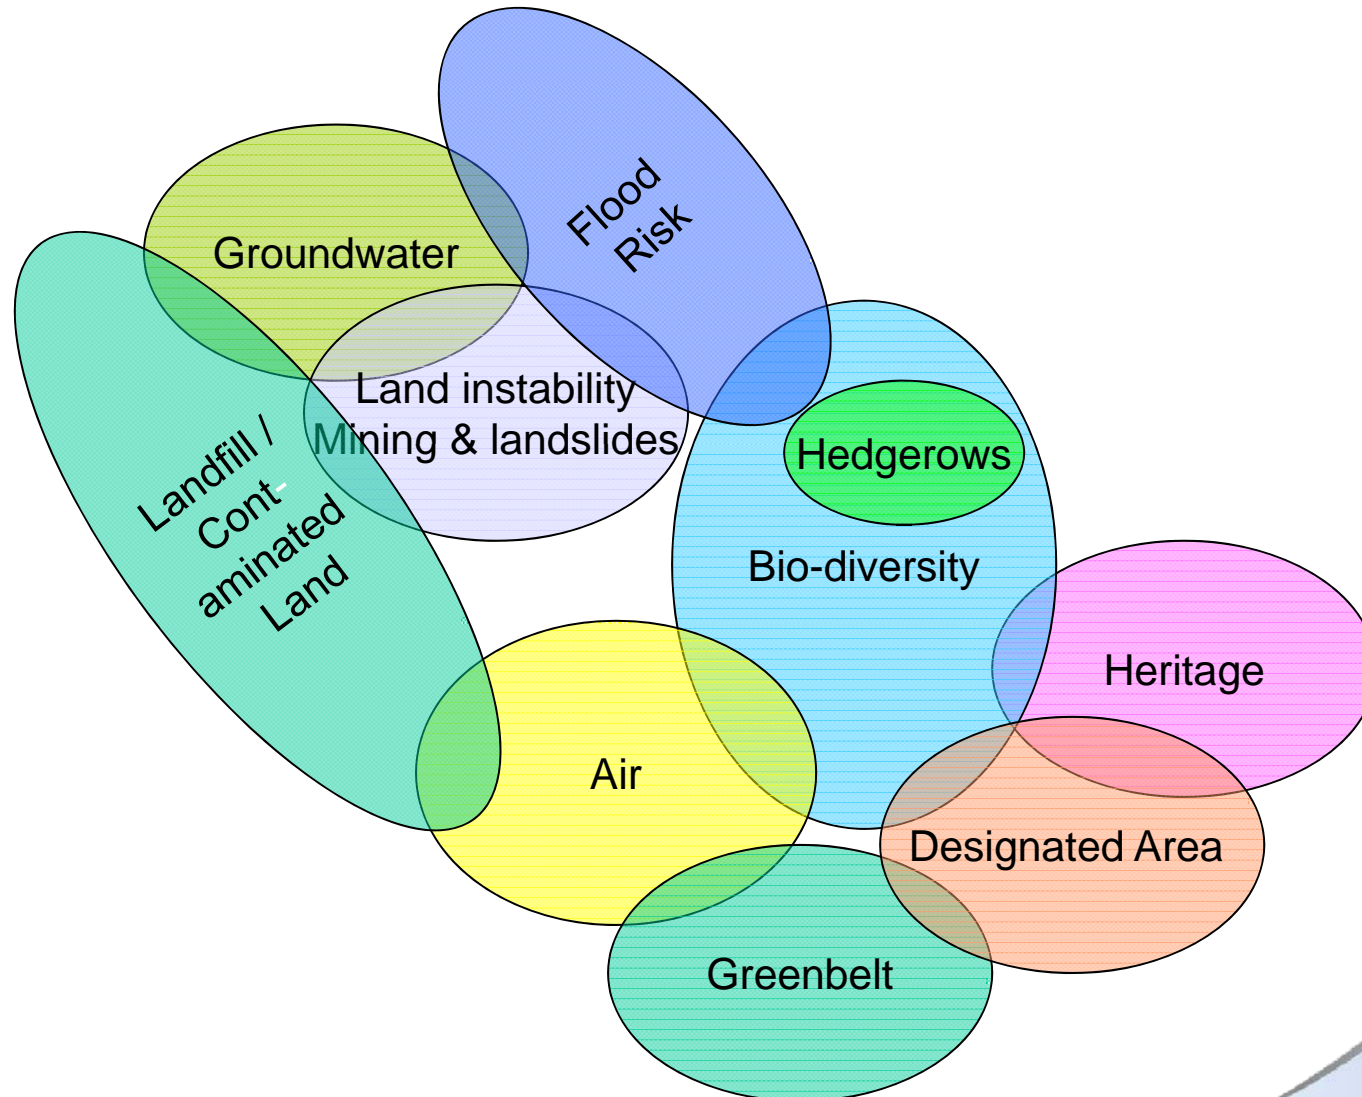 Flood
Risk
Groundwater
Land instability
Mining & landslides
Landfill /
Cont-
aminated
Land
Hedgerows
Bio-diversity
Heritage
Air
Designated Area
Greenbelt